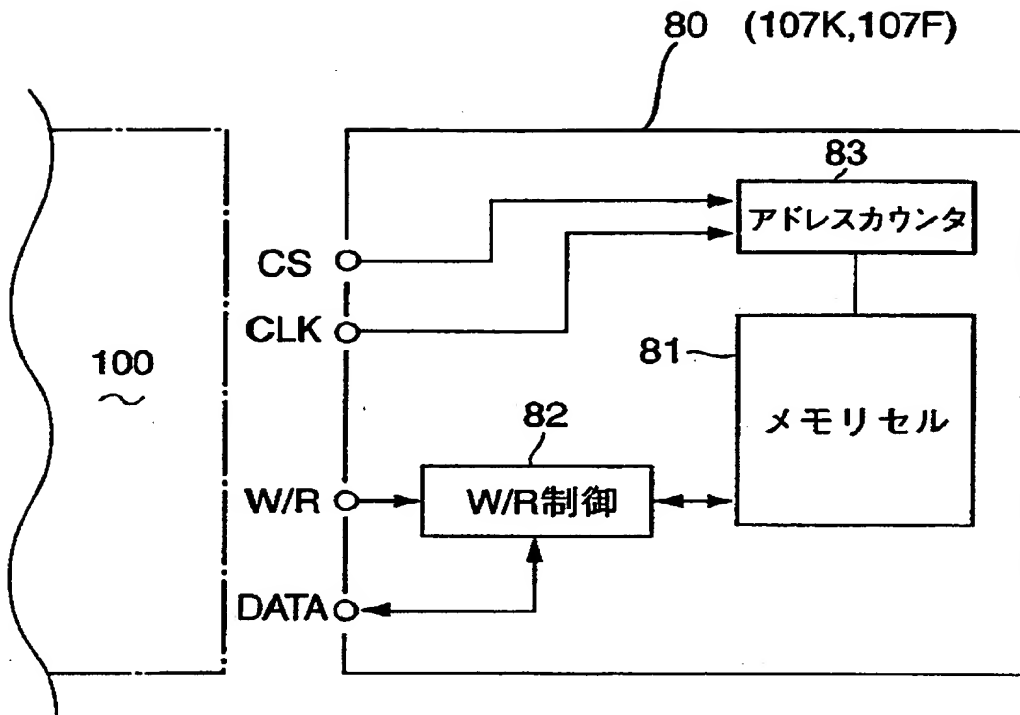 80 (107K,107F)
83
アドレスカウンタ
CS
CLK
100
81
メモリセル
82
W/R
W/R制御
DATA